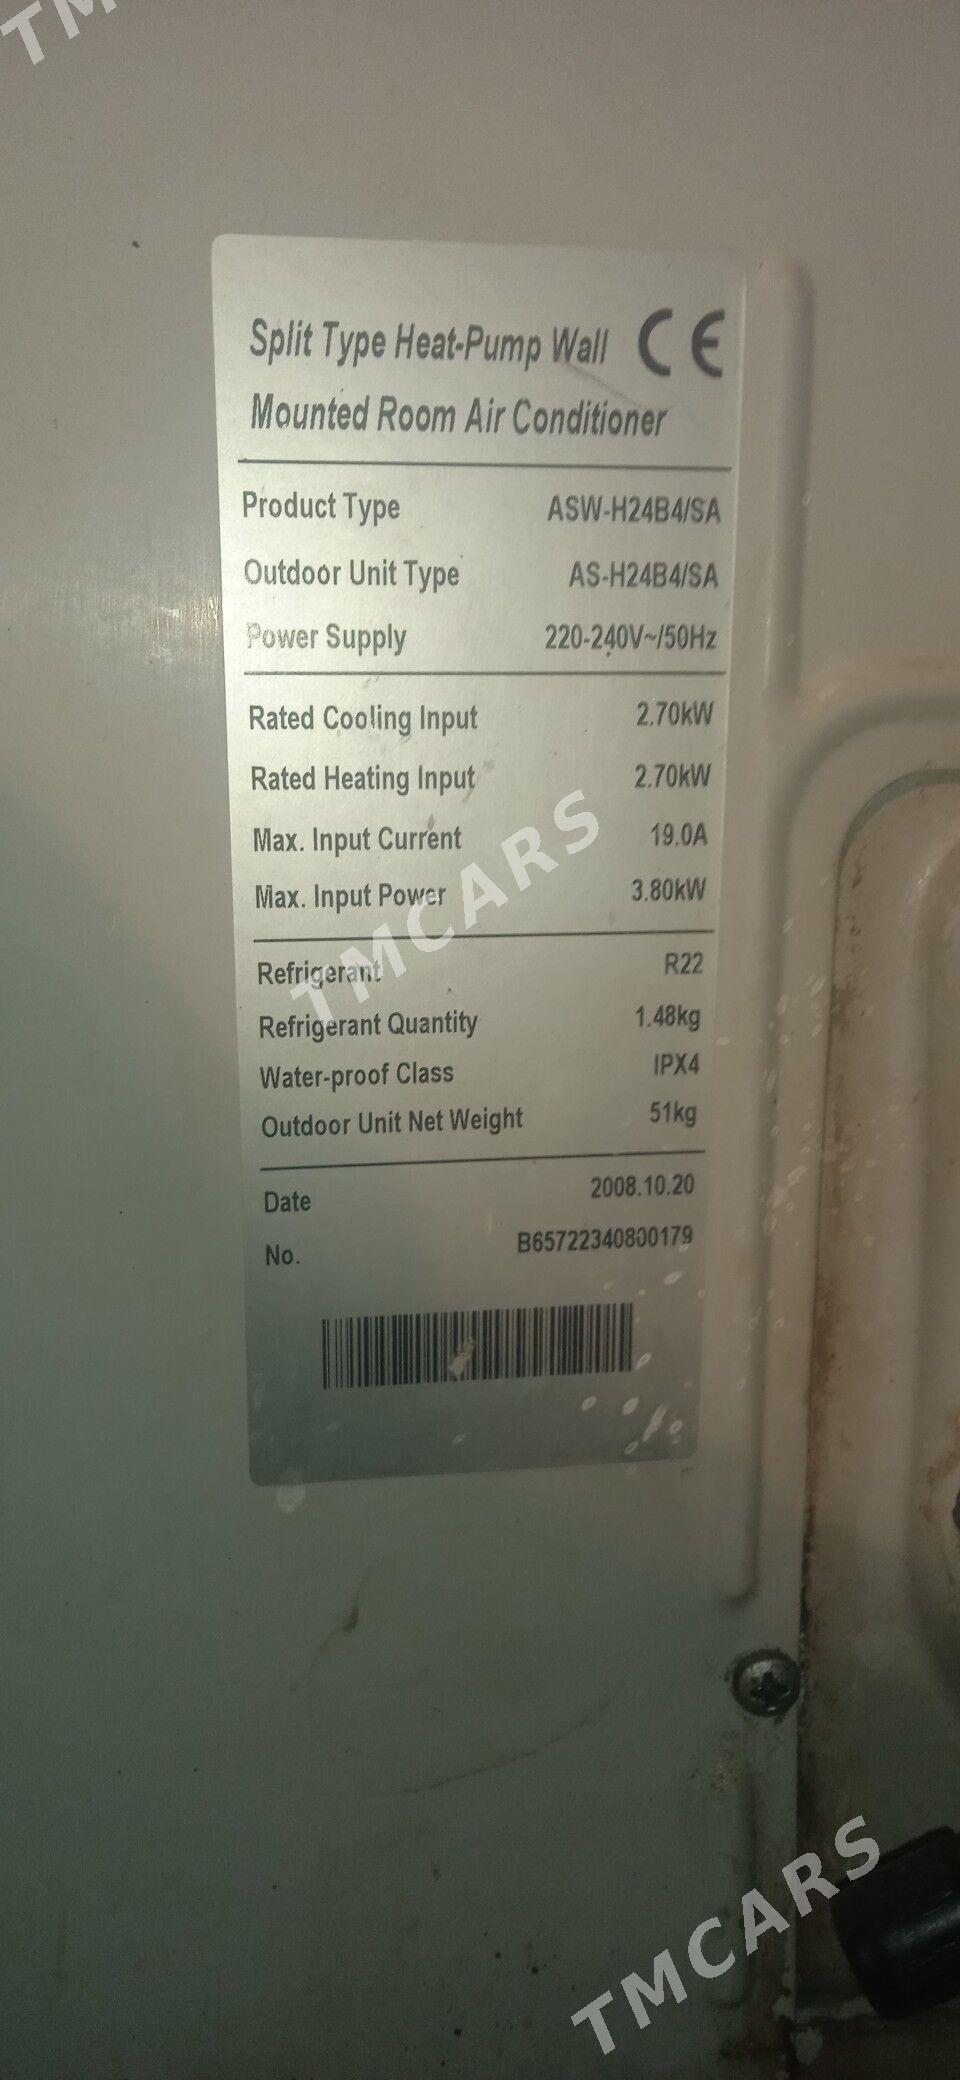 TM
Split Type Heat-Pump Wall CE
Mounted Room Air Conditioner
Product Type ASW-H24B4/SA
Outdoor Unit Type AS-H24B4/SA
Power Supply 220-240V~/50Hz
Rated Cooling Input 2.70kW
Rated Heating Input 2.70kW
Max. Input Current 19.0A
Max. Input Power 3.80kW
TMCARS
Refrigerant R22
Refrigerant Quantity 1.48kg
Water-proof Class IPX4
Outdoor Unit Net Weight 51kg
Date 2008.10.20
No. B65722340800179
TMCARS